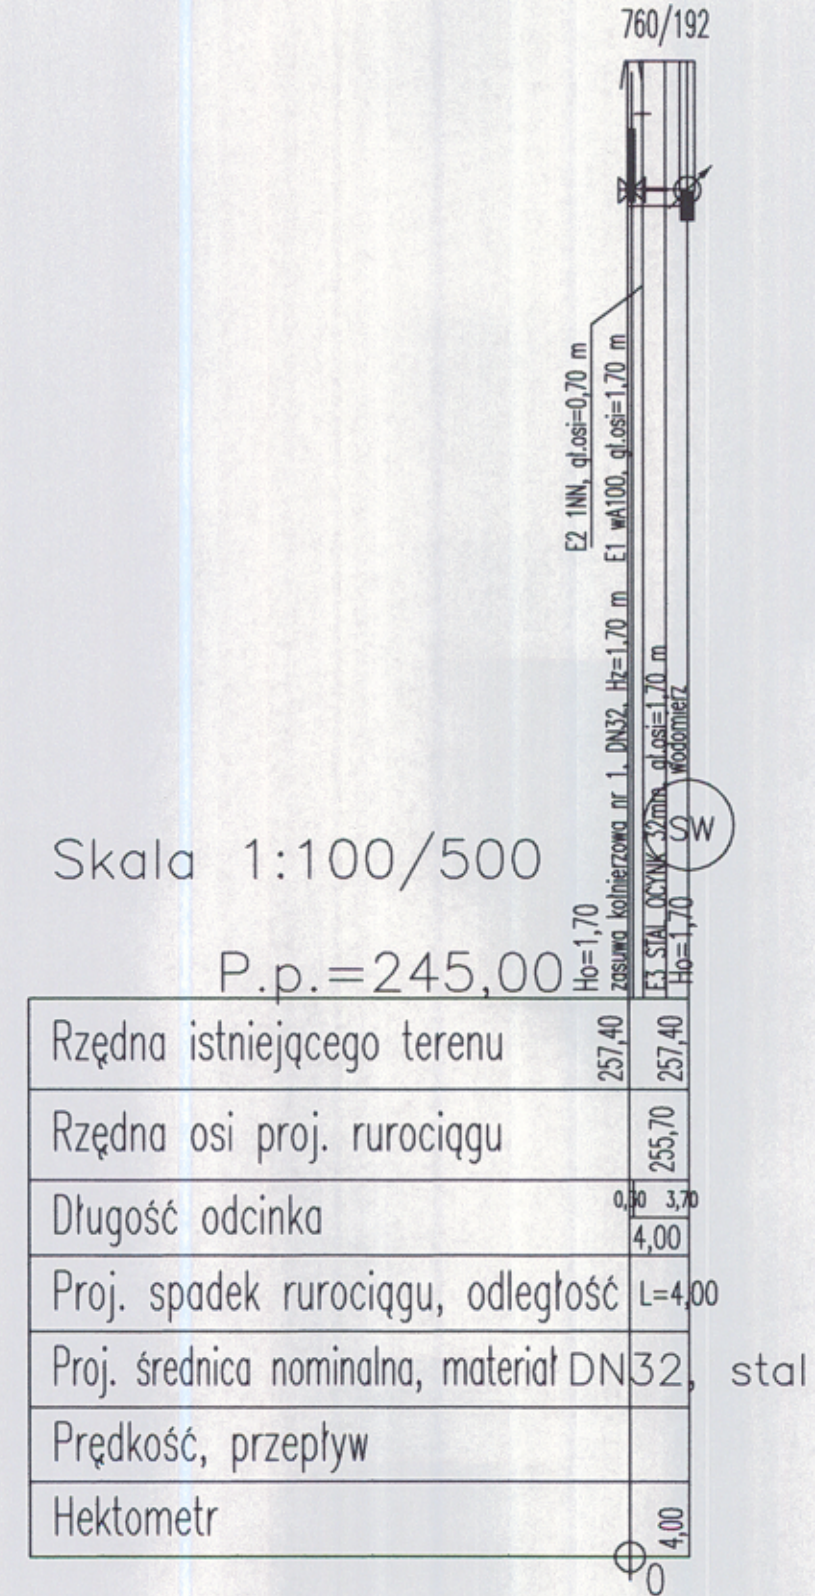 760/192
E2 1NN, gł.osi=0,70 m
E1 wA100, gł.osi=1,70 m
zasuwa kołnierzowa nr 1, DN32, Hz=1,70 m
E3 STAL OCYNK 32mm, gł.osi=1,70 m
wodomierz
SW
Skala 1:100/500
Ho=1,70
Ho=1,70
P.p.=245,00
Rzędna istniejącego terenu 257,40 257,40
Rzędna osi proj. rurociągu 255,70
Długość odcinka 0,30 3,70
4,00
Proj. spadek rurociągu, odległość L=4,00
Proj. średnica nominalna, materiał DN32, stal
Prędkość, przepływ
Hektometr 4,00
0